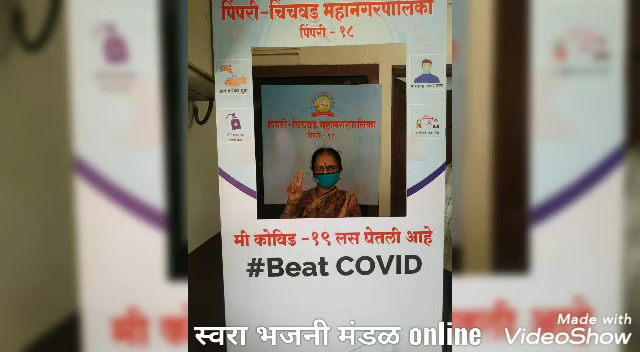 पिंपरी-चिंचवड महानगरपालिका
पिंपरी - १८
पिंपरी-चिंचवड महानगरपालिका
पिंपरी - १८
मी कोविड -१९ लस घेतली आहे
#Beat COVID
स्वरा भजनी मंडळ online
Made with
VideoShow